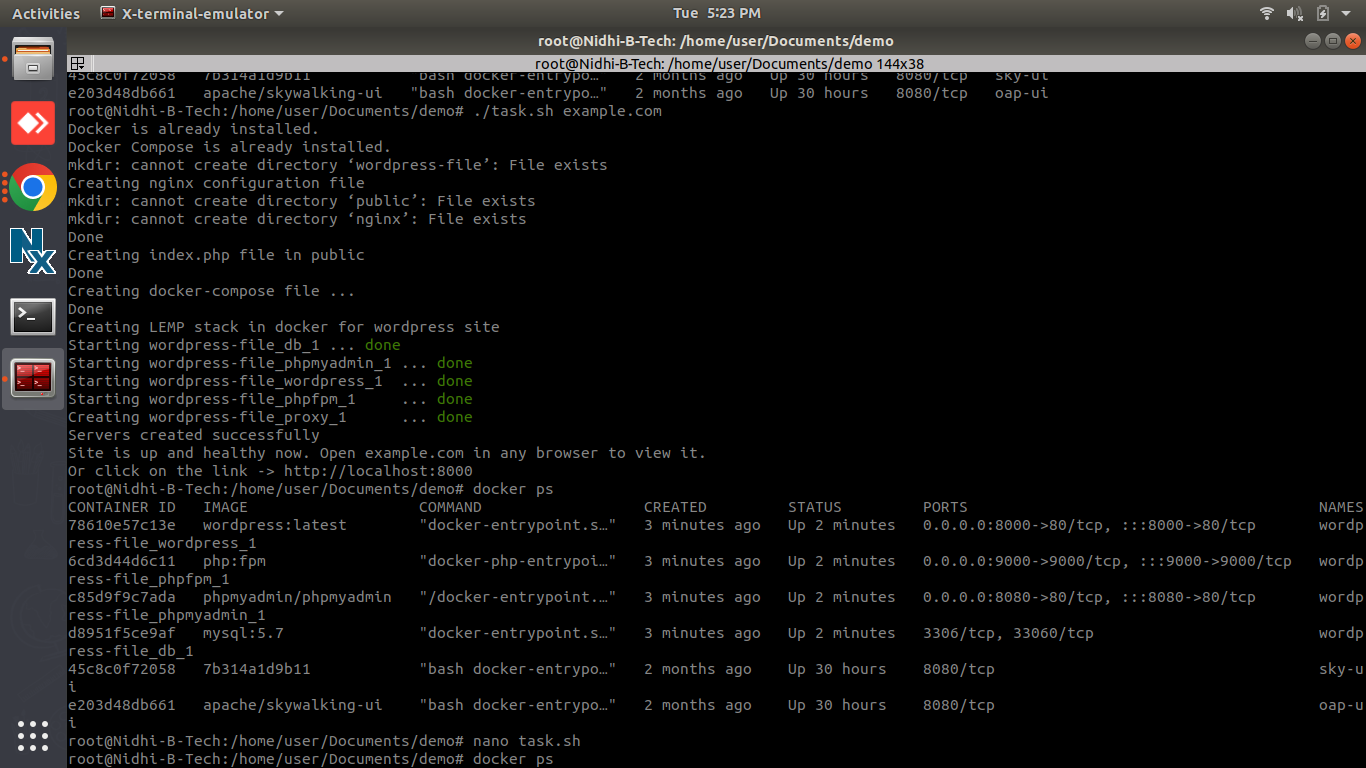 Activities X-terminal-emulator Tue 5:23 PM
root@Nidhi-B-Tech: /home/user/Documents/demo
root@Nidhi-B-Tech: /home/user/Documents/demo 144x38
45c8c0f72058 7b314a1d9b11 "bash docker-entrypo…" 2 months ago Up 30 hours 8080/tcp sky-ui
e203d48db661 apache/skywalking-ui "bash docker-entrypo…" 2 months ago Up 30 hours 8080/tcp oap-ui
root@Nidhi-B-Tech:/home/user/Documents/demo# ./task.sh example.com
Docker is already installed.
Docker Compose is already installed.
mkdir: cannot create directory ‘wordpress-file’: File exists
Creating nginx configuration file
mkdir: cannot create directory ‘public’: File exists
mkdir: cannot create directory ‘nginx’: File exists
Done
Creating index.php file in public
Done
Creating docker-compose file ...
Done
Creating LEMP stack in docker for wordpress site
Starting wordpress-file_db_1 ... done
Starting wordpress-file_phpmyadmin_1 ... done
Starting wordpress-file_wordpress_1 ... done
Starting wordpress-file_phpfpm_1 ... done
Creating wordpress-file_proxy_1 ... done
Servers created successfully
Site is up and healthy now. Open example.com in any browser to view it.
Or click on the link -> http://localhost:8000
root@Nidhi-B-Tech:/home/user/Documents/demo# docker ps
CONTAINER ID IMAGE COMMAND CREATED STATUS PORTS NAMES
78610e57c13e wordpress:latest "docker-entrypoint.s…" 3 minutes ago Up 2 minutes 0.0.0.0:8000->80/tcp, :::8000->80/tcp wordp
ress-file_wordpress_1
6cd3d44d6c11 php:fpm "docker-php-entrypoi…" 3 minutes ago Up 2 minutes 0.0.0.0:9000->9000/tcp, :::9000->9000/tcp wordp
ress-file_phpfpm_1
c85d9f9c7ada phpmyadmin/phpmyadmin "/docker-entrypoint.…" 3 minutes ago Up 2 minutes 0.0.0.0:8080->80/tcp, :::8080->80/tcp wordp
ress-file_phpmyadmin_1
d8951f5ce9af mysql:5.7 "docker-entrypoint.s…" 3 minutes ago Up 2 minutes 3306/tcp, 33060/tcp wordp
ress-file_db_1
45c8c0f72058 7b314a1d9b11 "bash docker-entrypo…" 2 months ago Up 30 hours 8080/tcp sky-u
i
e203d48db661 apache/skywalking-ui "bash docker-entrypo…" 2 months ago Up 30 hours 8080/tcp oap-u
i
root@Nidhi-B-Tech:/home/user/Documents/demo# nano task.sh
root@Nidhi-B-Tech:/home/user/Documents/demo# docker ps